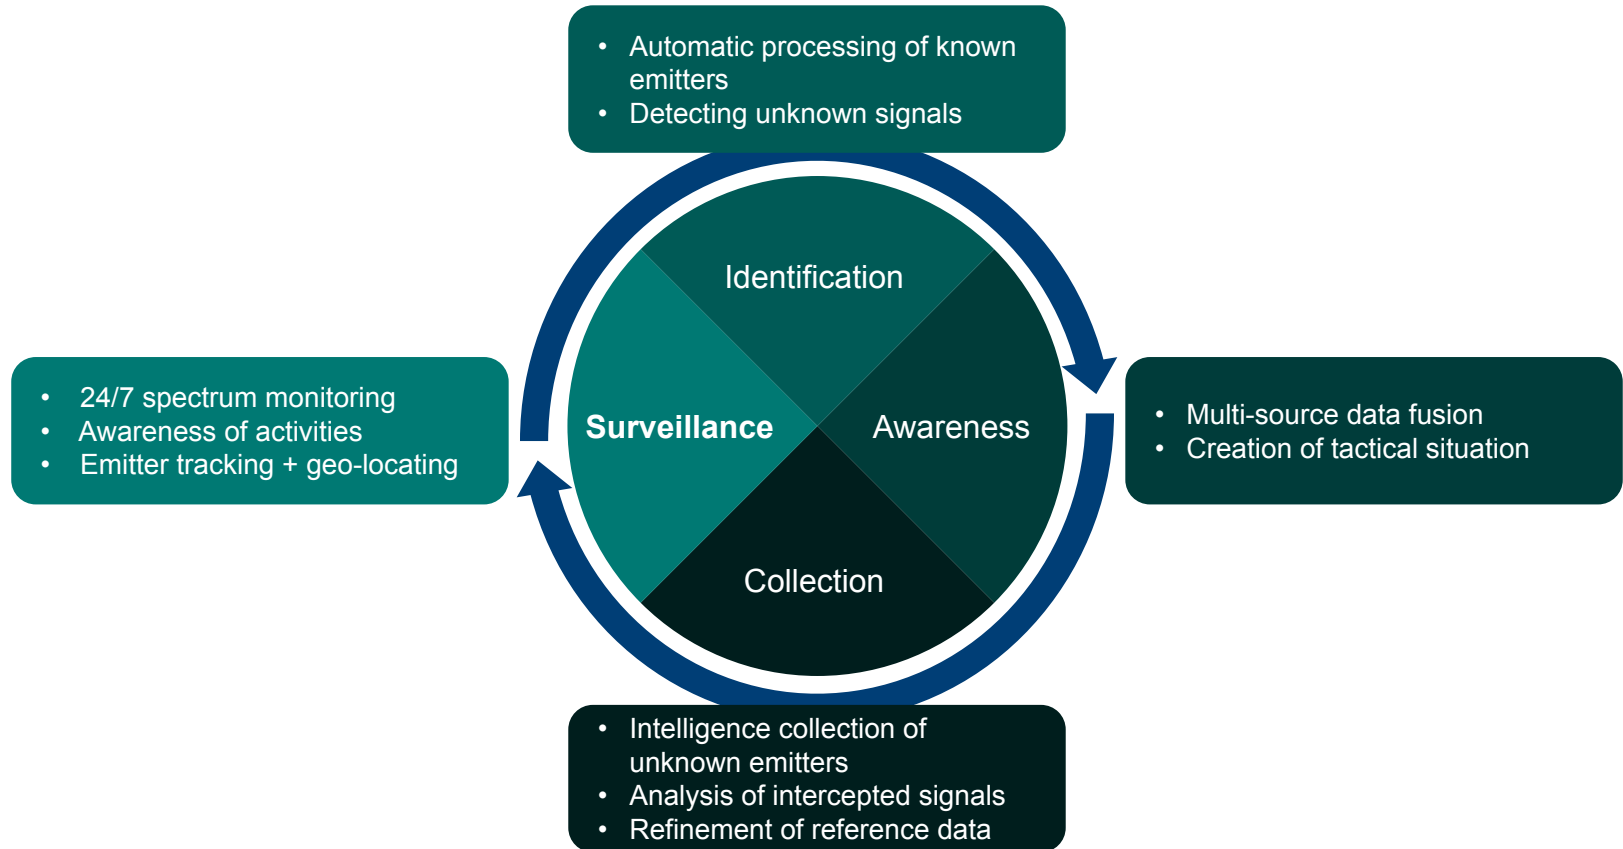 • Automatic processing of known
emitters
• Detecting unknown signals
Identification
• 24/7 spectrum monitoring
• Awareness of activities
• Emitter tracking + geo-locating
Surveillance
Awareness
• Multi-source data fusion
• Creation of tactical situation
Collection
• Intelligence collection of
unknown emitters
• Analysis of intercepted signals
• Refinement of reference data